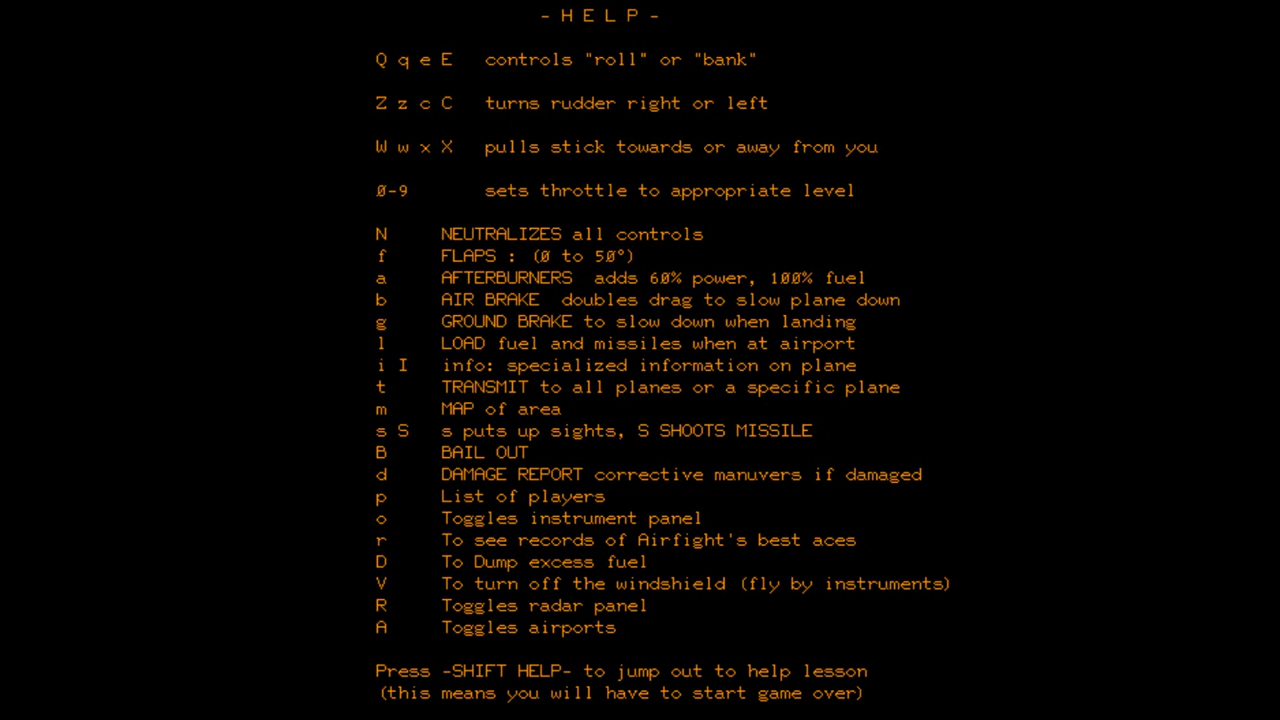 - H E L P -
Q q e E controls "roll" or "bank"
Z z c C turns rudder right or left
W w x X pulls stick towards or away from you
0-9 sets throttle to appropriate level
N NEUTRALIZES all controls
f FLAPS : (0 to 50°)
a AFTERBURNERS adds 60% power, 100% fuel
b AIR BRAKE doubles drag to slow plane down
g GROUND BRAKE to slow down when landing
l LOAD fuel and missiles when at airport
i I info: specialized information on plane
t TRANSMIT to all planes or a specific plane
m MAP of area
s S s puts up sights, S SHOOTS MISSILE
B BAIL OUT
d DAMAGE REPORT corrective manuvers if damaged
p List of players
o Toggles instrument panel
r To see records of Airfight's best aces
D To Dump excess fuel
V To turn off the windshield (fly by instruments)
R Toggles radar panel
A Toggles airports
Press -SHIFT HELP- to jump out to help lesson
(this means you will have to start game over)